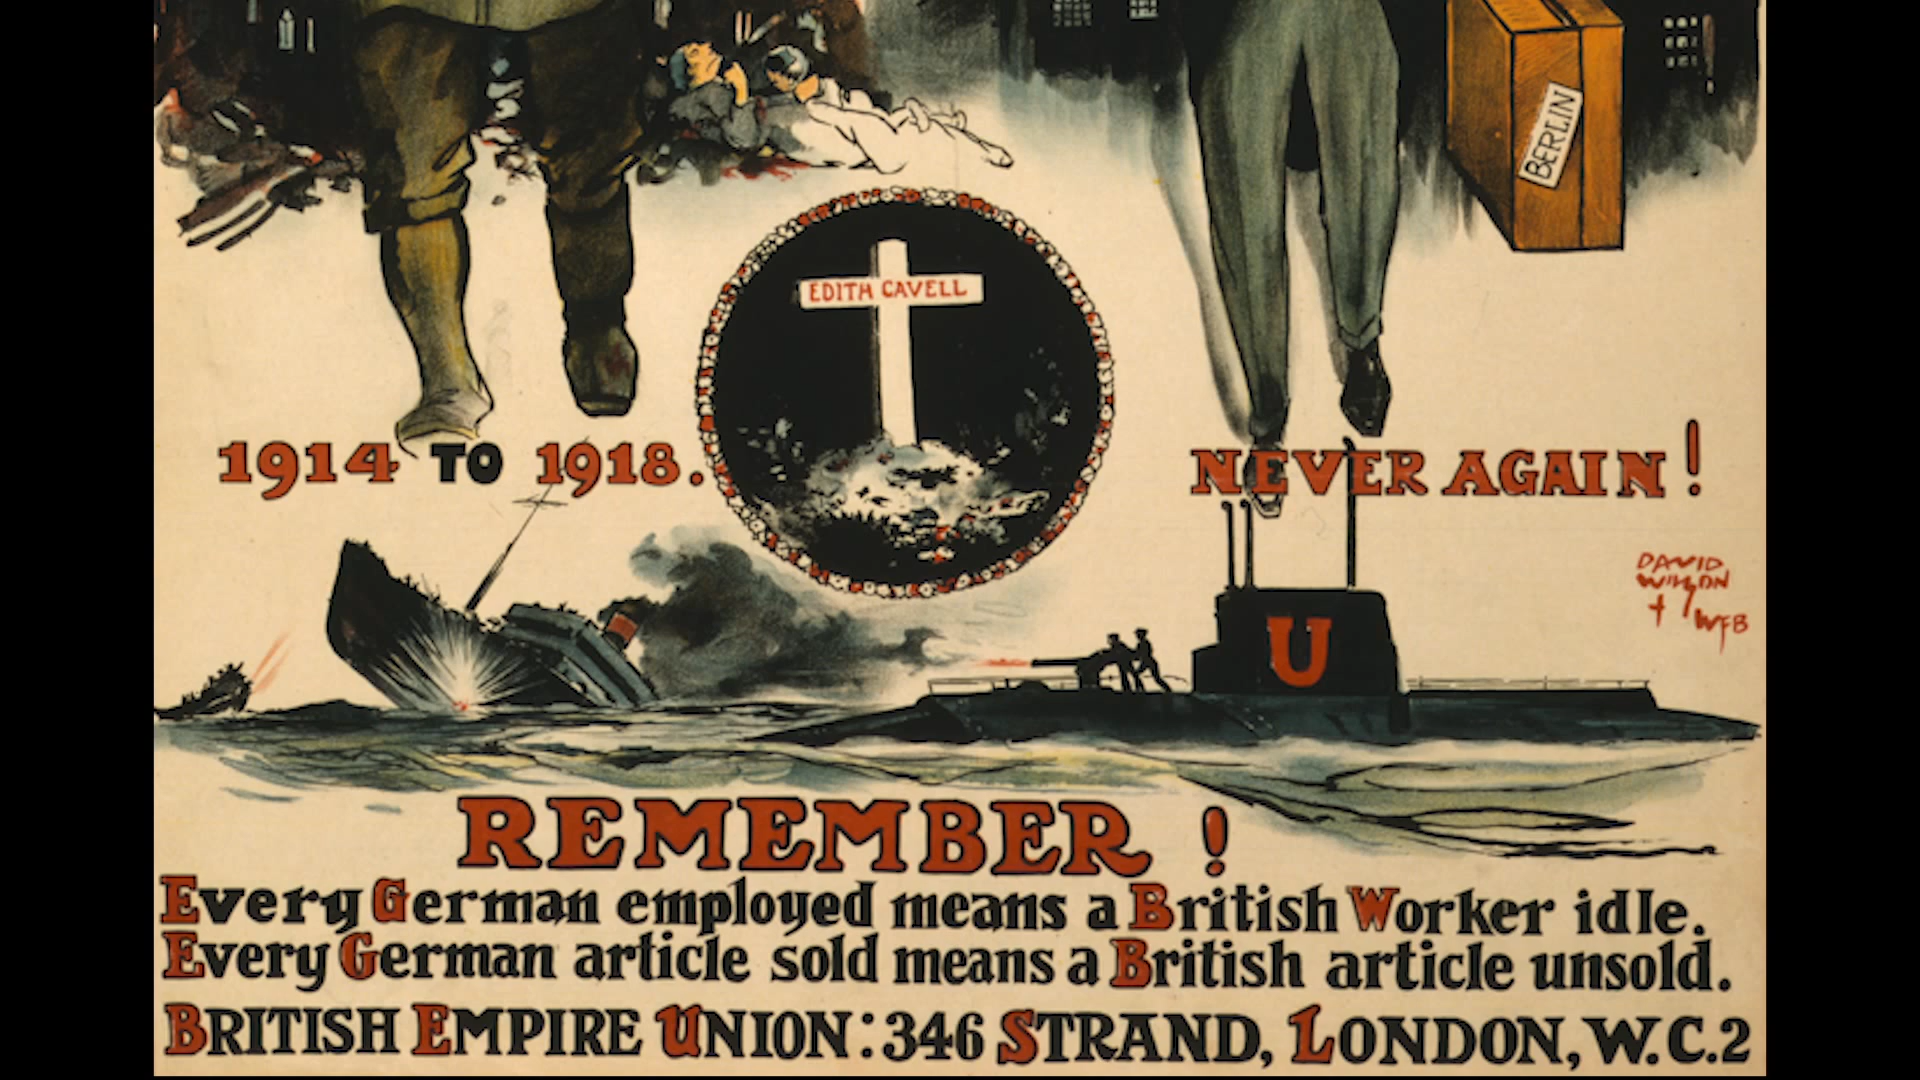 BERLIN
EDITH CAVELL
1914 TO 1918.
NEVER AGAIN!
DAVID
WILSON
+ WFB
U
REMEMBER !
Every German employed means a British Worker idle.
Every German article sold means a British article unsold.
BRITISH EMPIRE UNION: 346 STRAND, LONDON, W.C.2